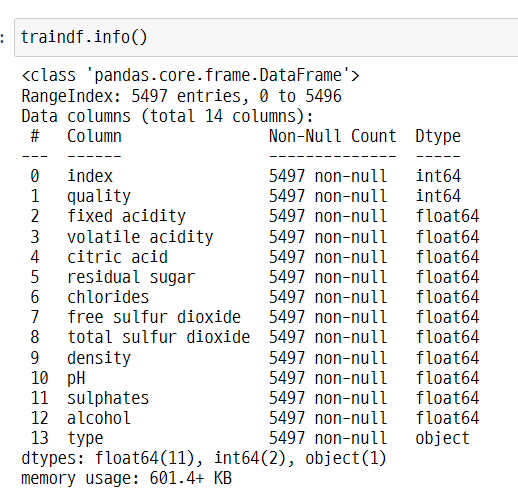 : traindf.info()
<class 'pandas.core.frame.DataFrame'>
RangeIndex: 5497 entries, 0 to 5496
Data columns (total 14 columns):
 #   Column                Non-Null Count  Dtype
---  ------                --------------  -----
 0   index                 5497 non-null   int64
 1   quality               5497 non-null   int64
 2   fixed acidity         5497 non-null   float64
 3   volatile acidity      5497 non-null   float64
 4   citric acid           5497 non-null   float64
 5   residual sugar        5497 non-null   float64
 6   chlorides             5497 non-null   float64
 7   free sulfur dioxide   5497 non-null   float64
 8   total sulfur dioxide  5497 non-null   float64
 9   density               5497 non-null   float64
 10  pH                    5497 non-null   float64
 11  sulphates             5497 non-null   float64
 12  alcohol               5497 non-null   float64
 13  type                  5497 non-null   object
dtypes: float64(11), int64(2), object(1)
memory usage: 601.4+ KB